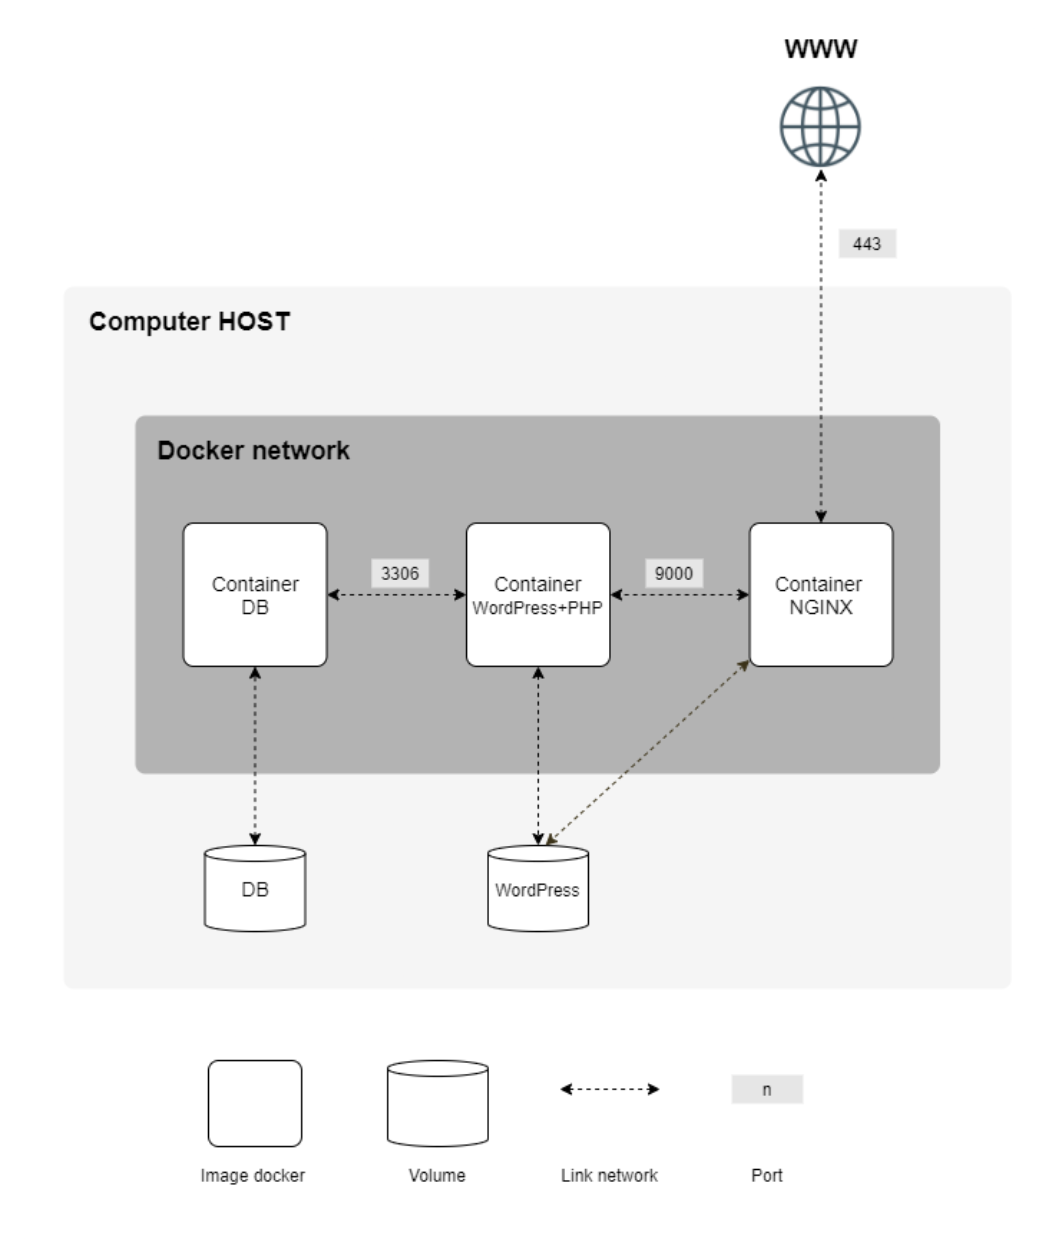 WWW
443
Computer HOST
Docker network
Container
DB
3306
Container
WordPress+PHP
9000
Container
NGINX
DB
WordPress
n
Image docker
Volume
Link network
Port